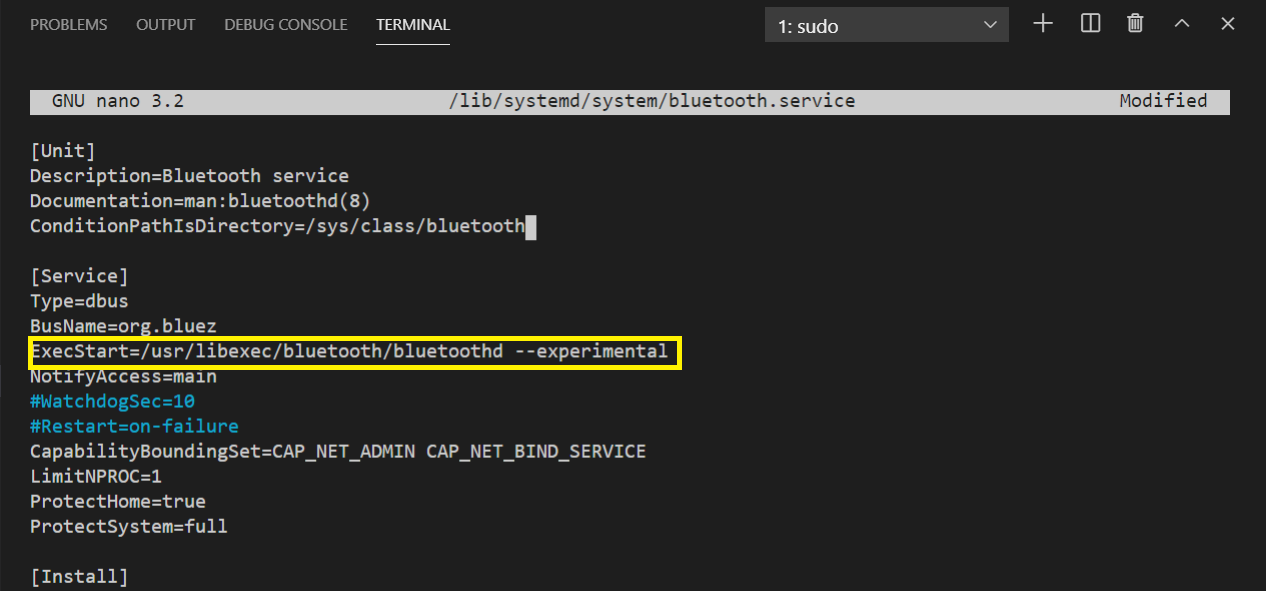 PROBLEMS OUTPUT DEBUG CONSOLE TERMINAL 1: sudo
GNU nano 3.2 /lib/systemd/system/bluetooth.service Modified
[Unit]
Description=Bluetooth service
Documentation=man:bluetoothd(8)
ConditionPathIsDirectory=/sys/class/bluetooth
[Service]
Type=dbus
BusName=org.bluez
ExecStart=/usr/libexec/bluetooth/bluetoothd --experimental
NotifyAccess=main
#WatchdogSec=10
#Restart=on-failure
CapabilityBoundingSet=CAP_NET_ADMIN CAP_NET_BIND_SERVICE
LimitNPROC=1
ProtectHome=true
ProtectSystem=full
[Install]